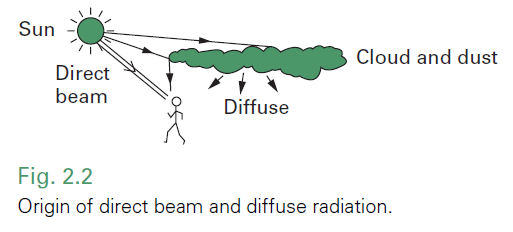 Sun
Cloud and dust
Direct
beam
Diffuse
Fig. 2.2
Origin of direct beam and diffuse radiation.